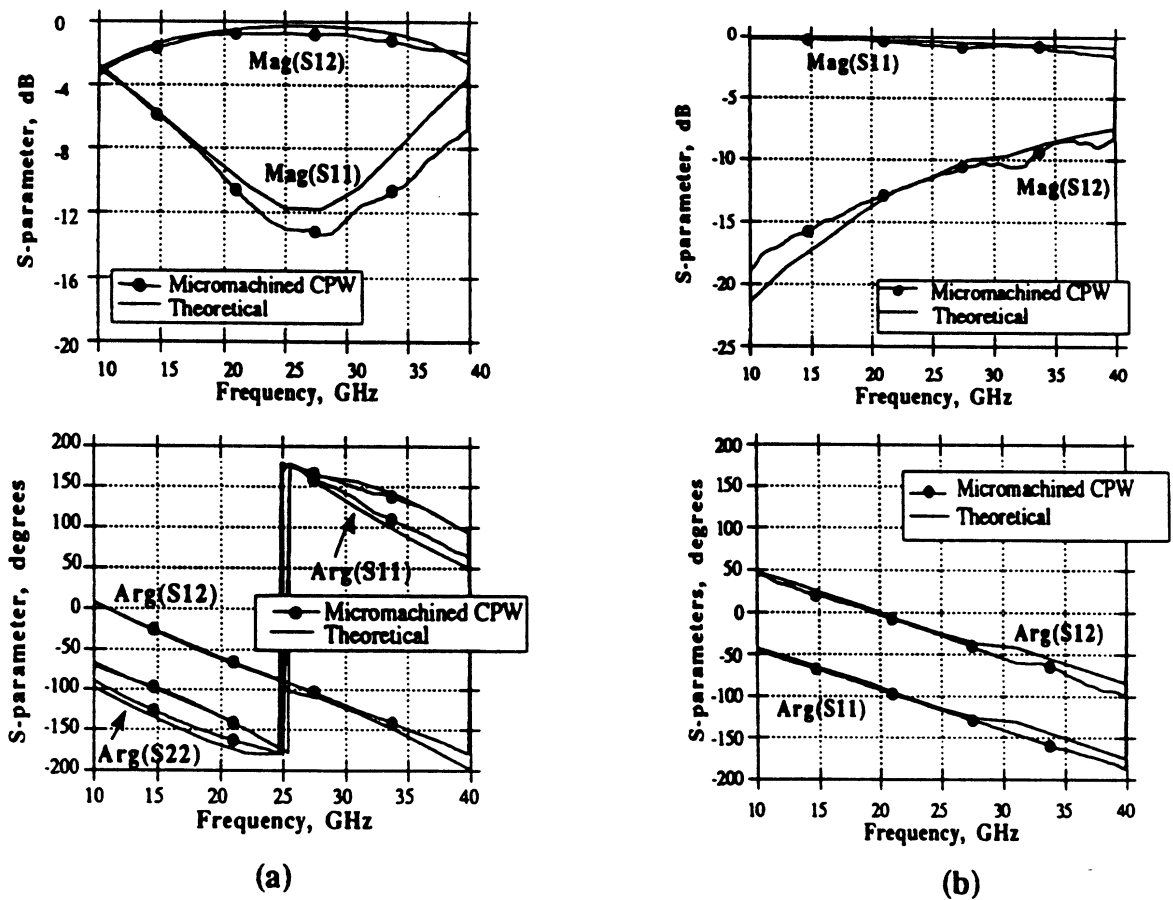 0
-4
-8
-12
-16
-20
S-parameter, dB
Mag(S12)
Mag(S11)
Micromachined CPW
Theoretical
10 15 20 25 30 35 40
Frequency, GHz
0
-5
-10
-15
-20
-25
S-parameter, dB
Mag(S11)
Mag(S12)
Micromachined CPW
Theoretical
10 15 20 25 30 35 40
Frequency, GHz
200
150
100
50
0
-50
-100
-150
-200
S-parameter, degrees
Arg(S11)
Arg(S12)
Micromachined CPW
Theoretical
Arg(S22)
10 15 20 25 30 35 40
Frequency, GHz
(a)
200
150
100
50
0
-50
-100
-150
-200
S-parameters, degrees
Micromachined CPW
Theoretical
Arg(S12)
Arg(S11)
10 15 20 25 30 35 40
Frequency, GHz
(b)